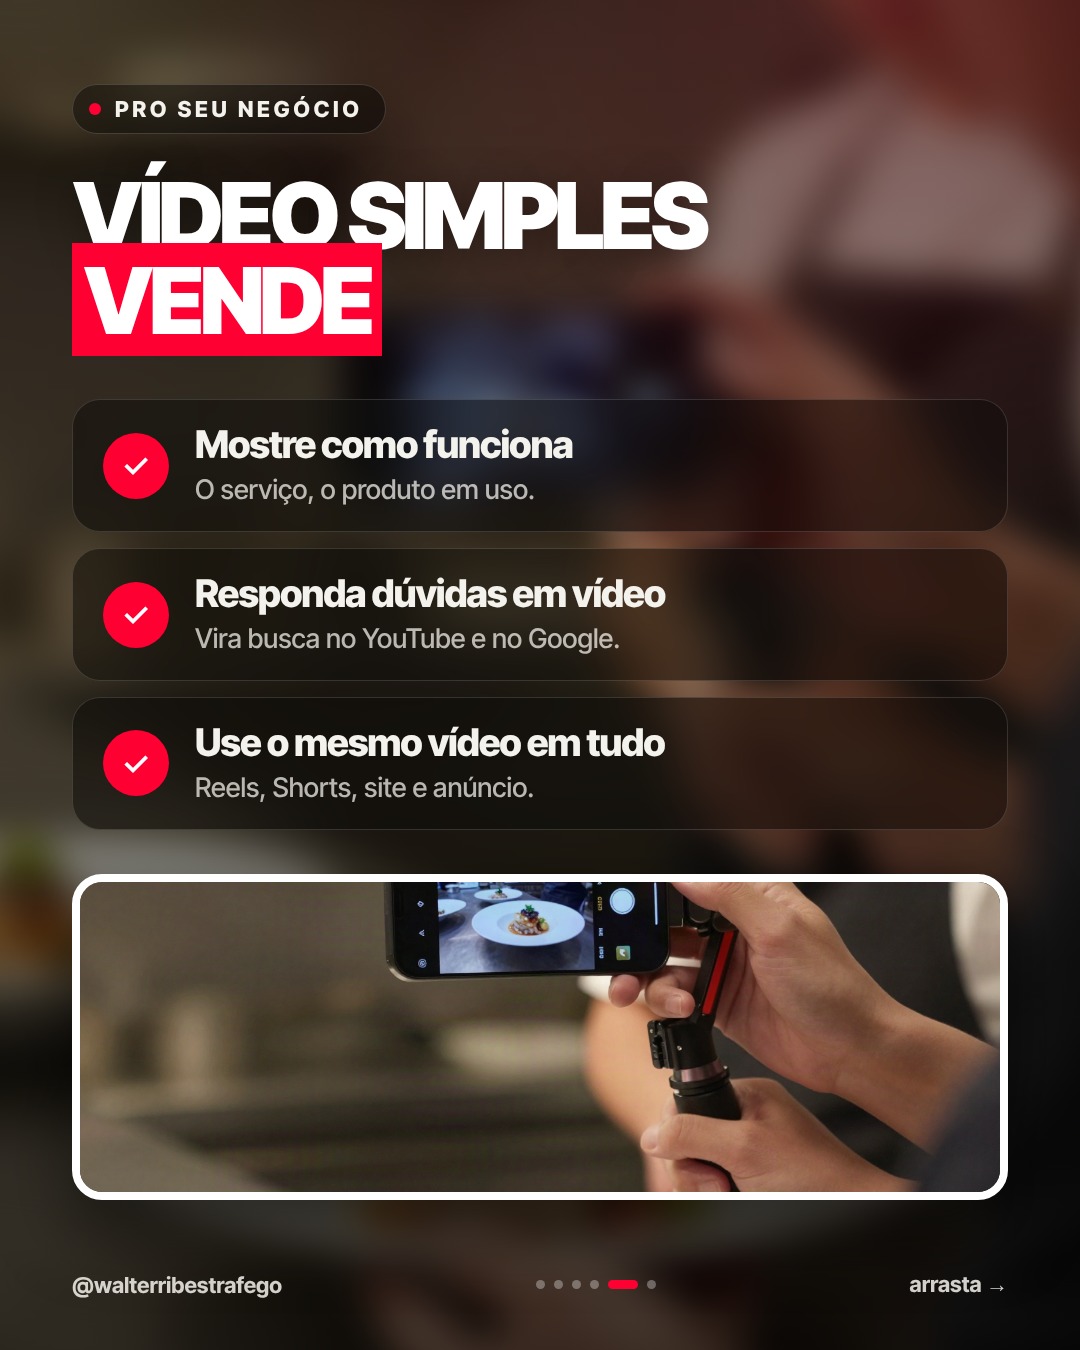 PRO SEU NEGÓCIO
VÍDEO SIMPLES
VENDE
Mostre como funciona
O serviço, o produto em uso.
Responda dúvidas em vídeo
Vira busca no YouTube e no Google.
Use o mesmo vídeo em tudo
Reels, Shorts, site e anúncio.
@walterribestrafego
arrasta →